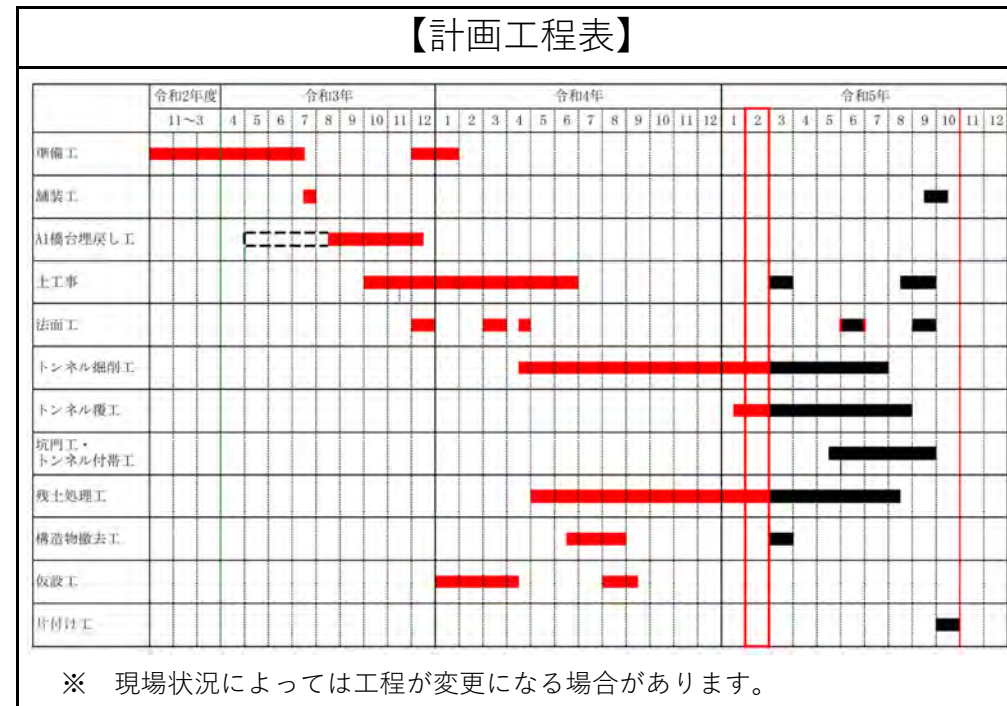 【計画工程表】
令和2年度 令和3年 令和4年 令和5年
11～3 4 5 6 7 8 9 10 11 12 1 2 3 4 5 6 7 8 9 10 11 12 1 2 3 4 5 6 7 8 9 10 11 12
準備工
舗装工
A1橋台埋戻し工
土工事
法面工
トンネル掘削工
トンネル覆工
坑門工・
トンネル付帯工
残土処理工
構造物撤去工
仮設工
片付け工
※ 現場状況によっては工程が変更になる場合があります。